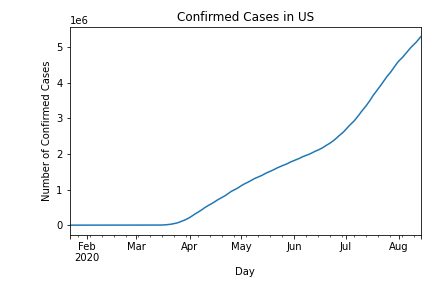 Confirmed Cases in US
1e6
5
4
3
2
1
0
Number of Confirmed Cases
Feb Mar Apr May Jun Jul Aug
2020
Day